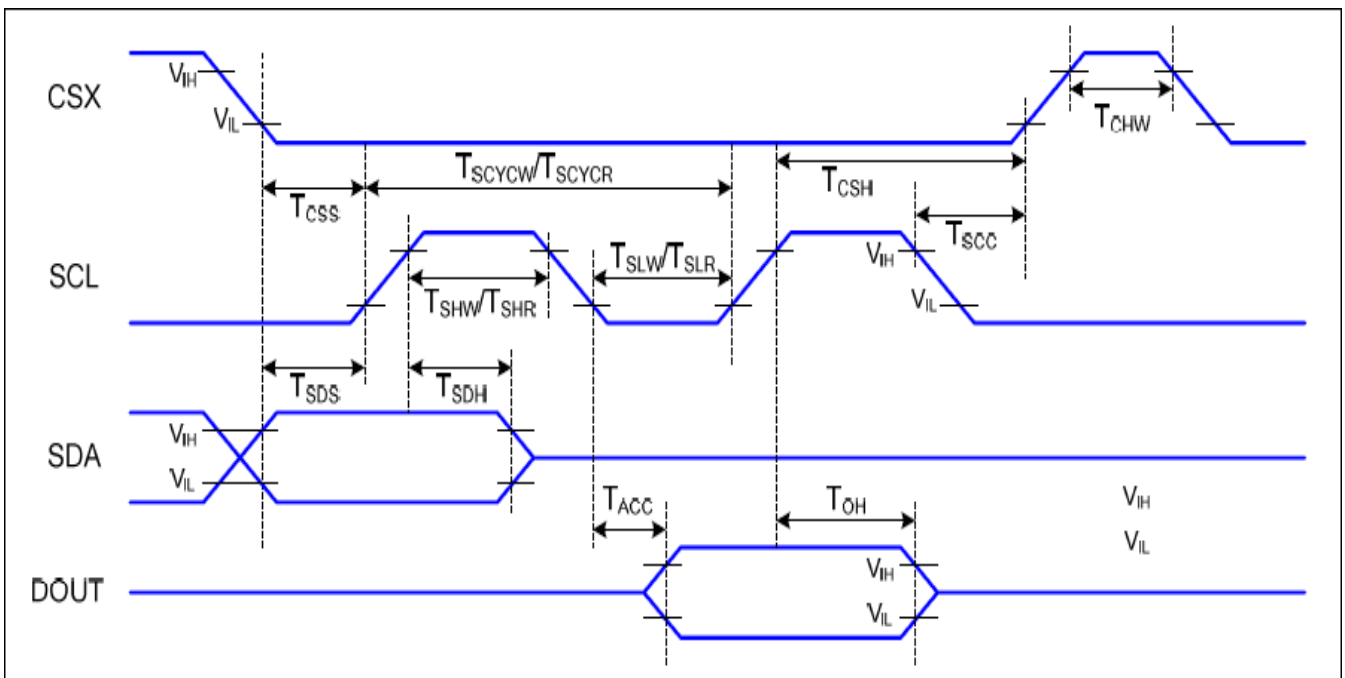 CSX
VIH
VIL
TCHW
TSCYCW/TSCYCR
TCSS
TCSH
TSCC
SCL
TSHW/TSHR
TSLW/TSLR
VIH
VIL
TSDS
TSDH
SDA
VIH
VIL
TACC
TOH
VIH
VIL
DOUT
VIH
VIL